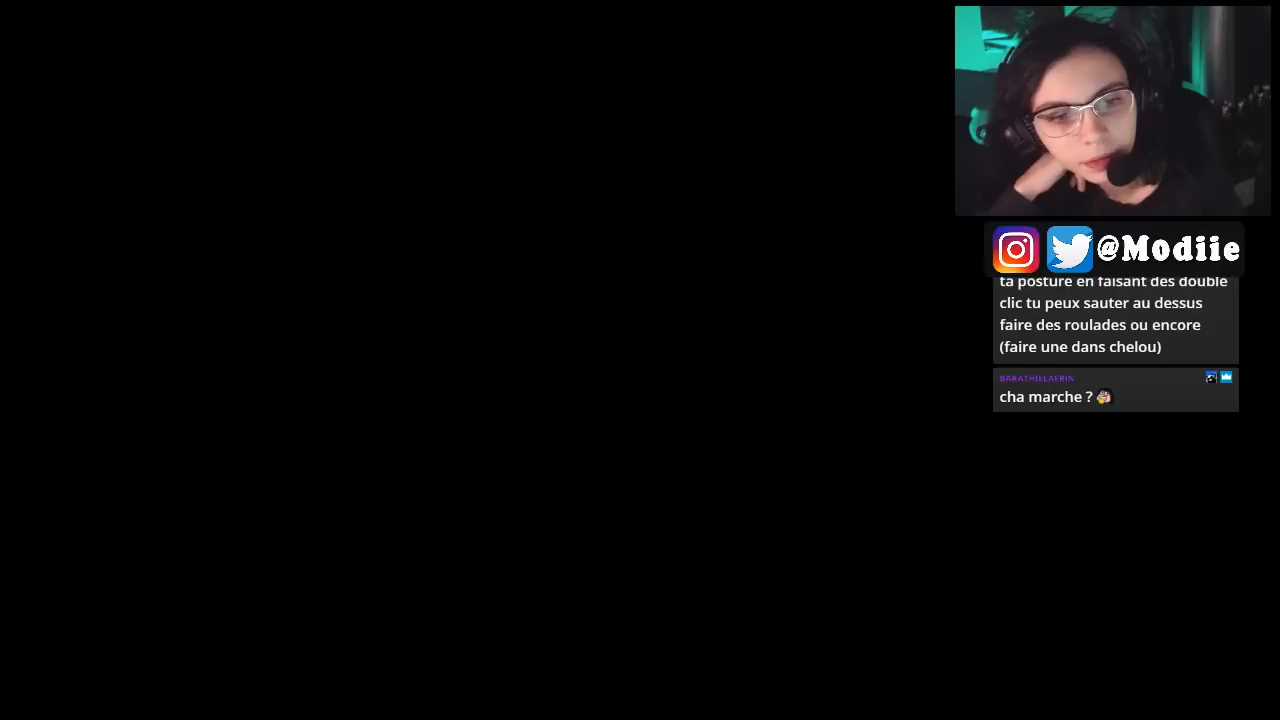 @Modiie
ta posture en faisant des double
clic tu peux sauter au dessus
faire des roulades ou encore
(faire une dans chelou)
BARATHIELAERIN
cha marche ?